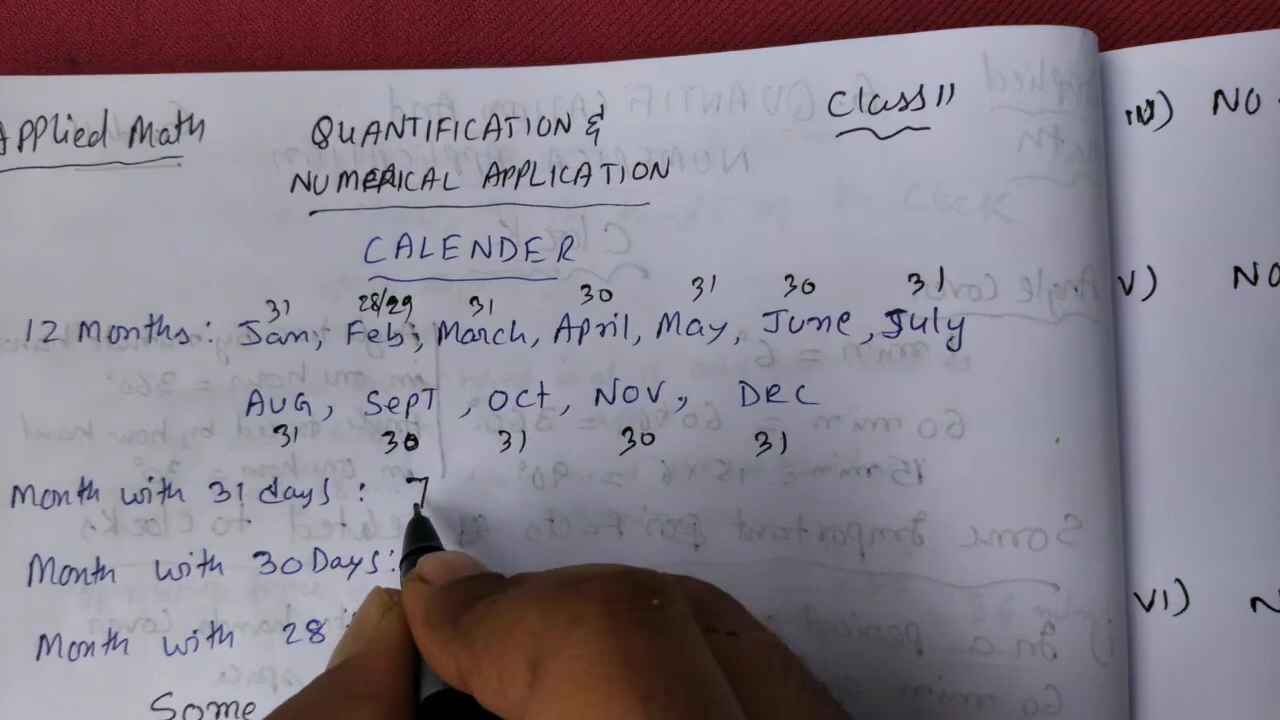 Applied Math
QUANTIFICATION &
NUMERICAL APPLICATION
Class 11
CALENDER
31 28/29 31 30 31 30 31
12 Months: Jan, Feb, March, April, May, June, July
AUG, SEPT, Oct, NOV, DEC
31 30 31 30 31
Month with 31 days: 7
Month with 30 Days:
Month with 28
Some
iv) NO
V) NO
VI) N